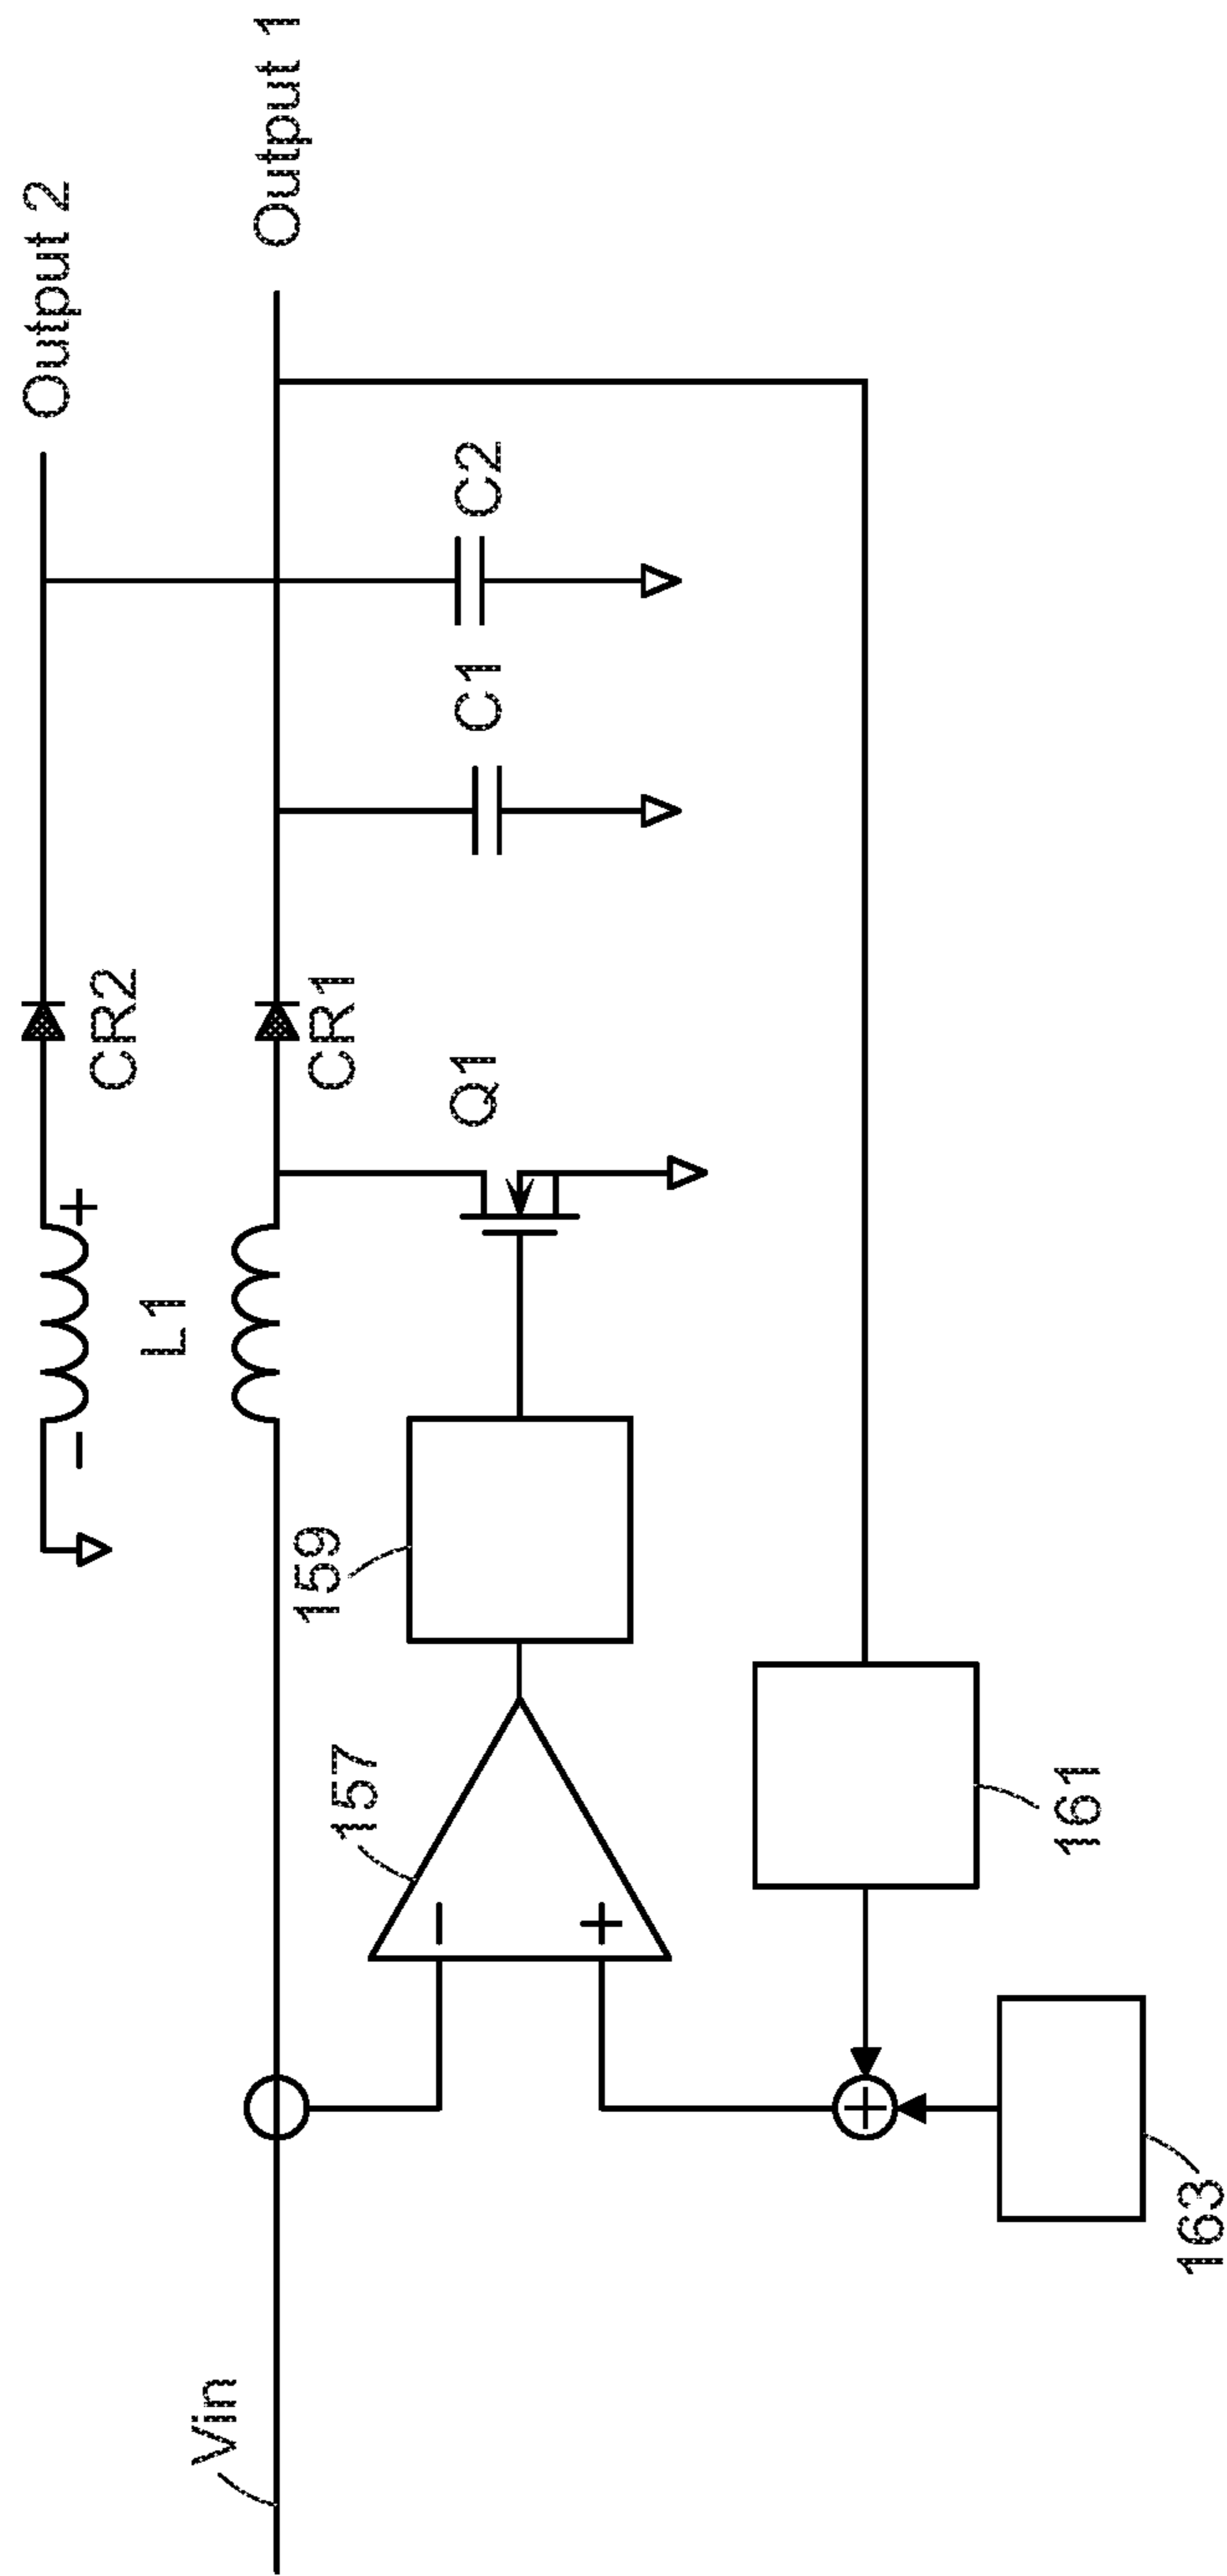 Output 2
Output 1
CR2
L1
+
−
CR1
C2
C1
Q1
159
157
−
+
161
+
163
Vin